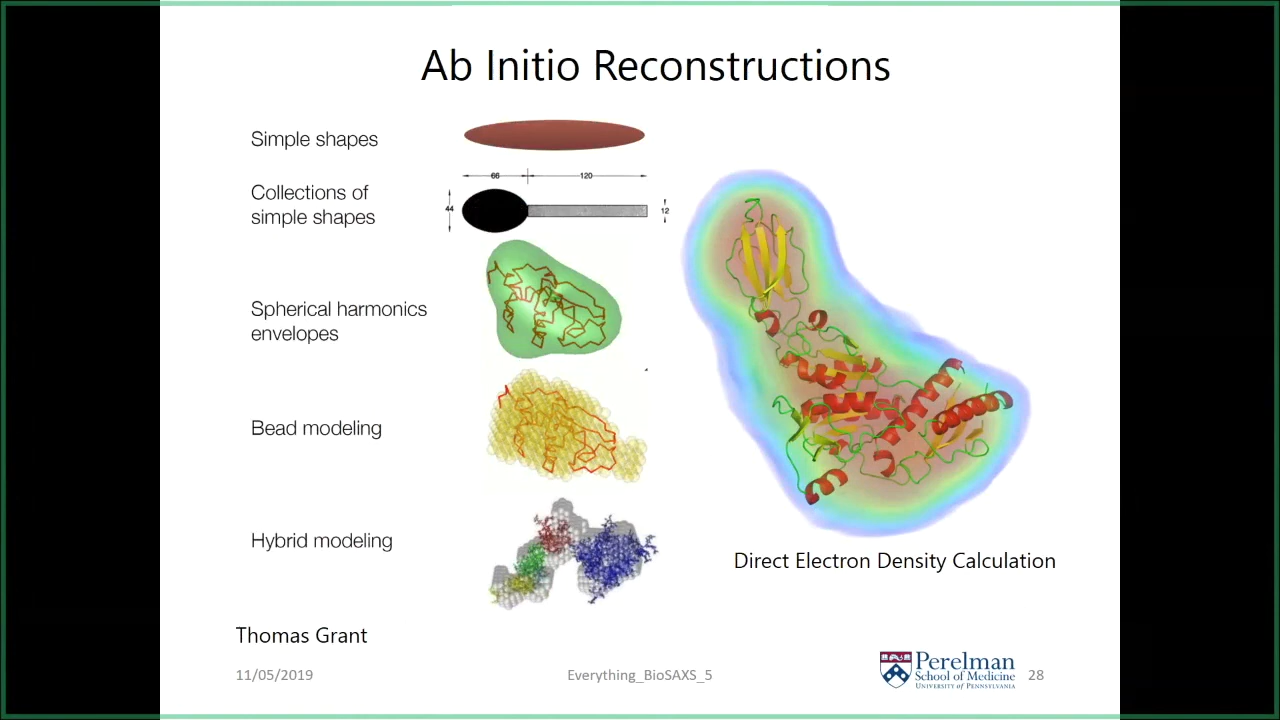 Ab Initio Reconstructions
Simple shapes
66
120
Collections of
simple shapes
44
12
Spherical harmonics
envelopes
Bead modeling
Hybrid modeling
Direct Electron Density Calculation
Thomas Grant
11/05/2019
Everything_BioSAXS_5
Perelman
School of Medicine
University of Pennsylvania
28